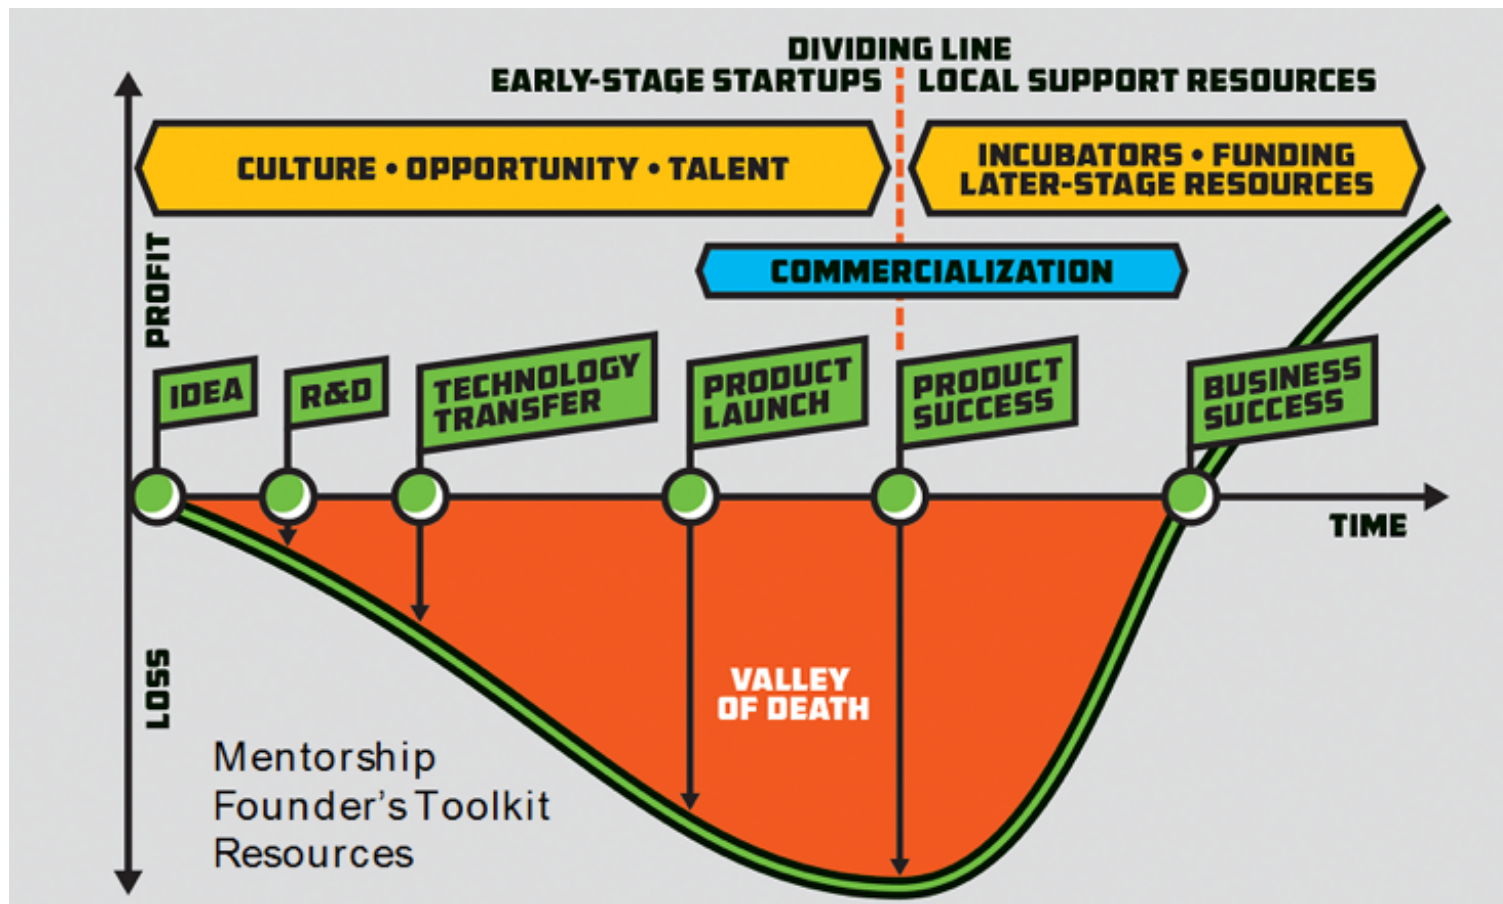 DIVIDING LINE
EARLY-STAGE STARTUPS
LOCAL SUPPORT RESOURCES
CULTURE • OPPORTUNITY • TALENT
INCUBATORS • FUNDING
LATER-STAGE RESOURCES
COMMERCIALIZATION
PROFIT
IDEA
R&D
TECHNOLOGY
TRANSFER
PRODUCT
LAUNCH
PRODUCT
SUCCESS
BUSINESS
SUCCESS
TIME
LOSS
VALLEY
OF DEATH
Mentorship
Founder’s Toolkit
Resources